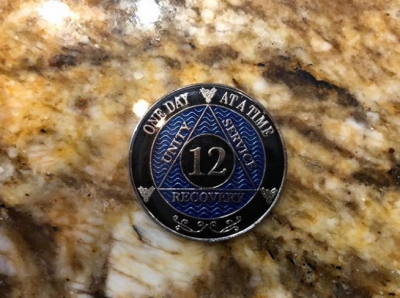 ONE DAY AT A TIME
UNITY
SERVICE
12
RECOVERY